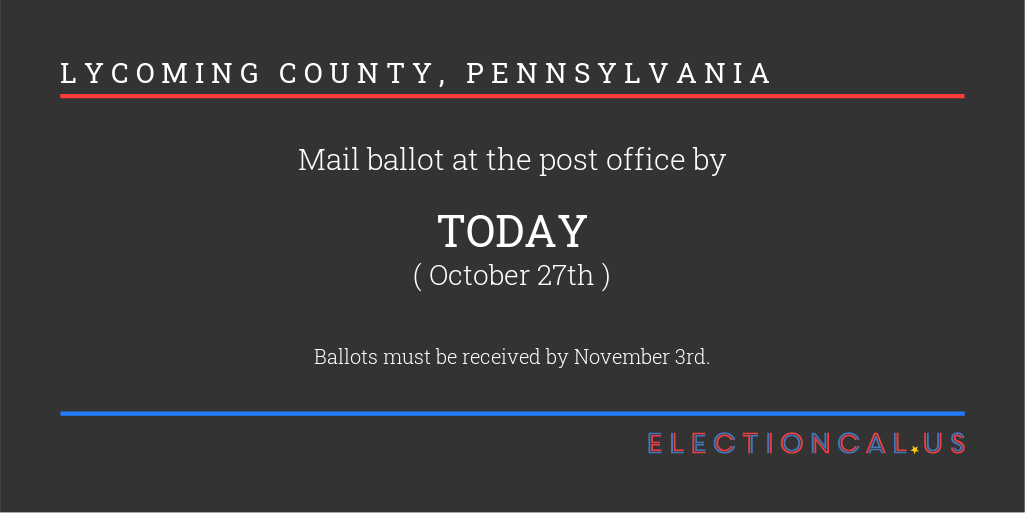 LYCOMING COUNTY, PENNSYLVANIA
Mail ballot at the post office by
TODAY
( October 27th )
Ballots must be received by November 3rd.
ELECTIONCAL.US